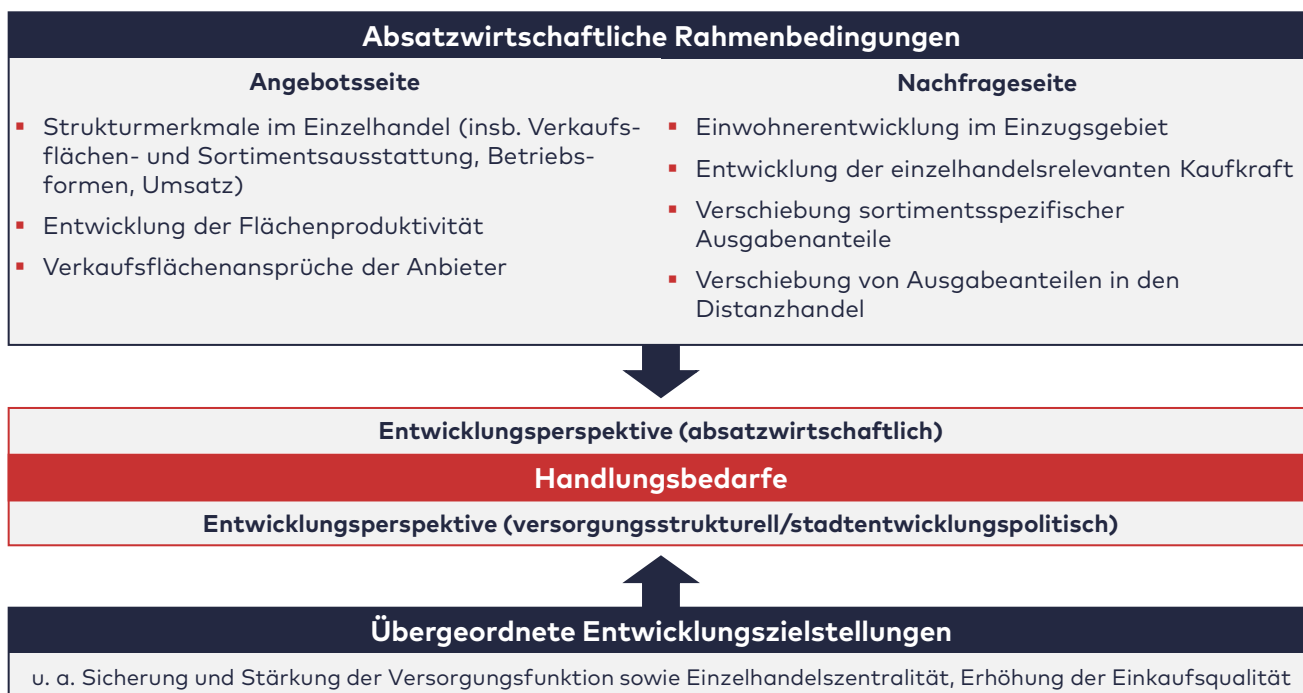 Absatzwirtschaftliche Rahmenbedingungen
Angebotsseite
▪ Strukturmerkmale im Einzelhandel (insb. Verkaufs-
flächen- und Sortimentsausstattung, Betriebs-
formen, Umsatz)
▪ Entwicklung der Flächenproduktivität
▪ Verkaufsflächenansprüche der Anbieter
Nachfrageseite
▪ Einwohnerentwicklung im Einzugsgebiet
▪ Entwicklung der einzelhandelsrelevanten Kaufkraft
▪ Verschiebung sortimentsspezifischer
Ausgabenanteile
▪ Verschiebung von Ausgabeanteilen in den
Distanzhandel
Entwicklungsperspektive (absatzwirtschaftlich)
Handlungsbedarfe
Entwicklungsperspektive (versorgungsstrukturell/stadtentwicklungspolitisch)
Übergeordnete Entwicklungszielstellungen
u. a. Sicherung und Stärkung der Versorgungsfunktion sowie Einzelhandelszentralität, Erhöhung der Einkaufsqualität